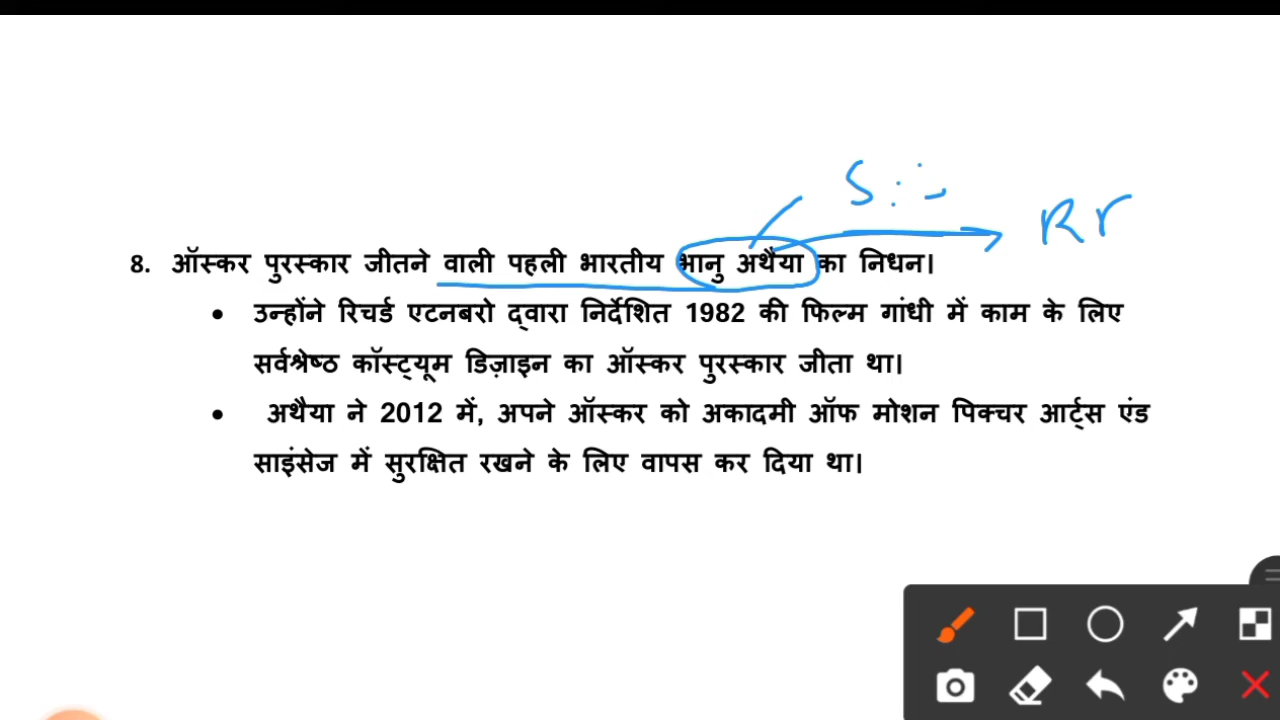 8. ऑस्कर पुरस्कार जीतने वाली पहली भारतीय भानु अथैया का निधन।
• उन्होंने रिचर्ड एटनबरो द्वारा निर्देशित 1982 की फिल्म गांधी में काम के लिए
सर्वश्रेष्ठ कॉस्ट्यूम डिज़ाइन का ऑस्कर पुरस्कार जीता था।
• अथैया ने 2012 में, अपने ऑस्कर को अकादमी ऑफ मोशन पिक्चर आर्ट्स एंड
साइंसेज में सुरक्षित रखने के लिए वापस कर दिया था।